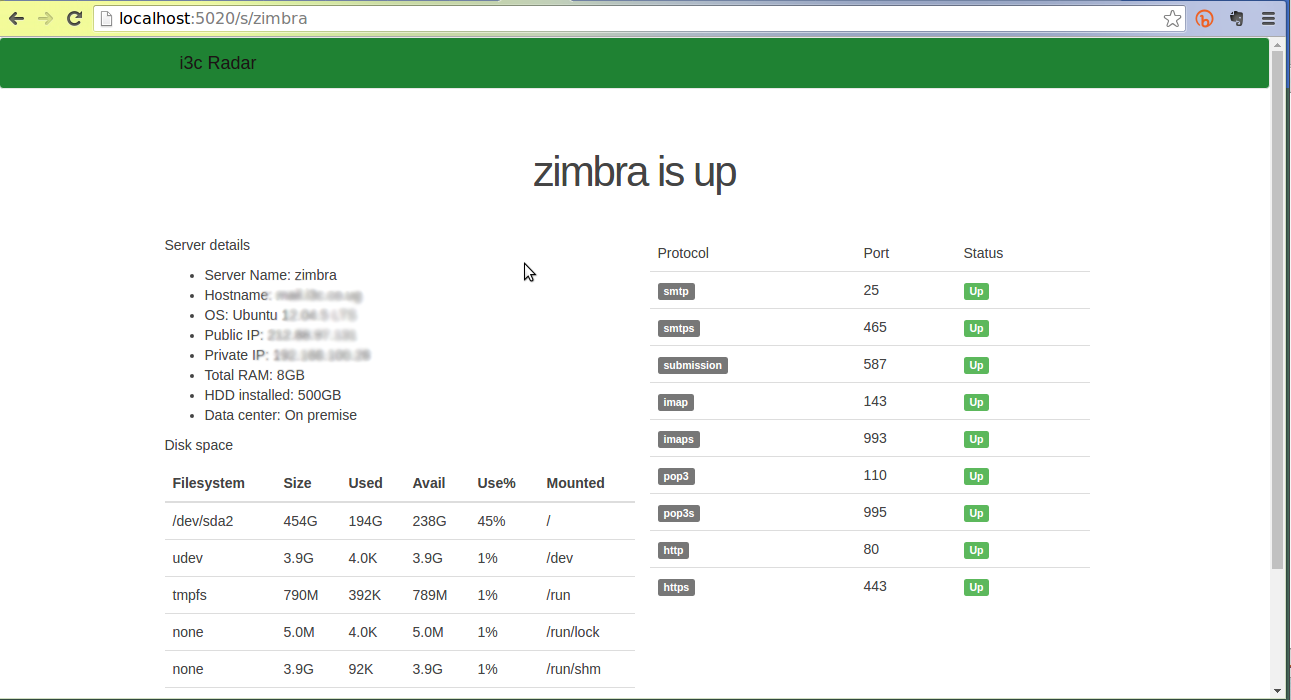 localhost:5020/s/zimbra
i3c Radar
zimbra is up
Server details
Server Name: zimbra
Hostname:
OS: Ubuntu
Public IP:
Private IP:
Total RAM: 8GB
HDD installed: 500GB
Data center: On premise
Disk space
Filesystem Size Used Avail Use% Mounted
/dev/sda2 454G 194G 238G 45% /
udev 3.9G 4.0K 3.9G 1% /dev
tmpfs 790M 392K 789M 1% /run
none 5.0M 4.0K 5.0M 1% /run/lock
none 3.9G 92K 3.9G 1% /run/shm
Protocol Port Status
smtp 25 Up
smtps 465 Up
submission 587 Up
imap 143 Up
imaps 993 Up
pop3 110 Up
pop3s 995 Up
http 80 Up
https 443 Up